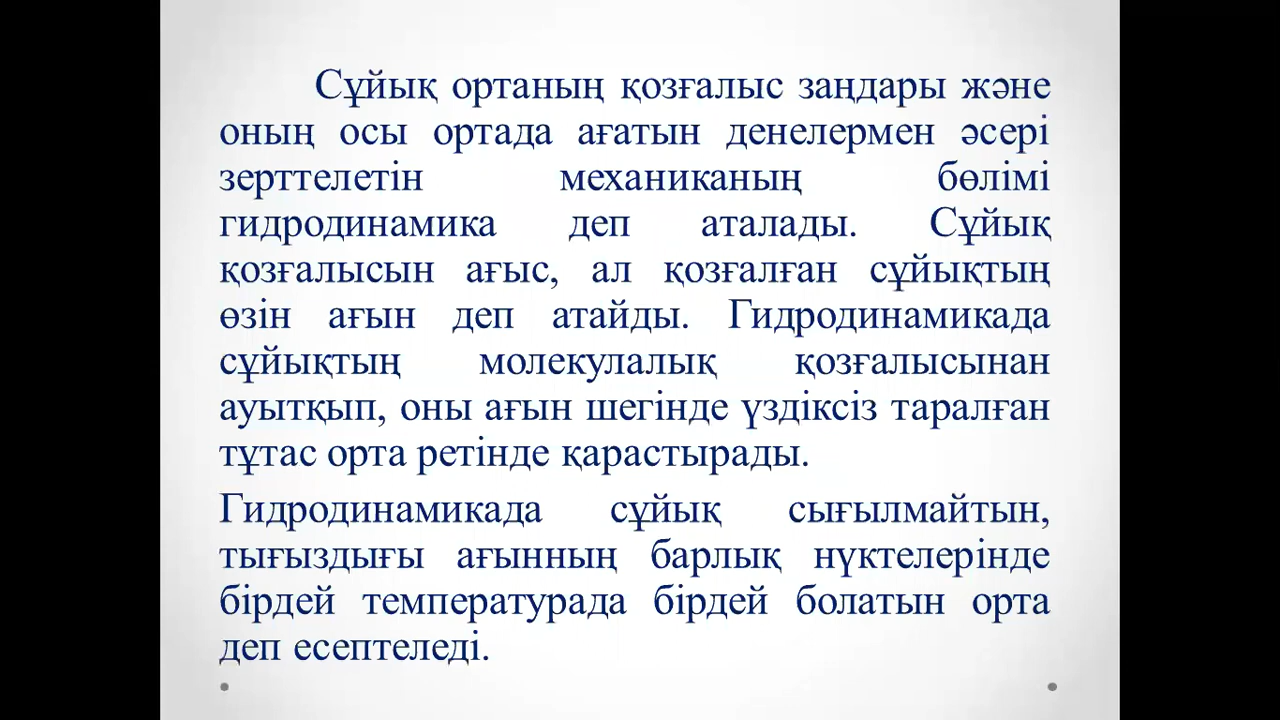 Сұйық ортаның қозғалыс заңдары және
оның осы ортада ағатын денелермен әсері
зерттелетін механиканың бөлімі
гидродинамика деп аталады. Сұйық
қозғалысын ағыс, ал қозғалған сұйықтың
өзін ағын деп атайды. Гидродинамикада
сұйықтың молекулалық қозғалысынан
ауытқып, оны ағын шегінде үздіксіз таралған
тұтас орта ретінде қарастырады.
Гидродинамикада сұйық сығылмайтын,
тығыздығы ағынның барлық нүктелерінде
бірдей температурада бірдей болатын орта
деп есептеледі.